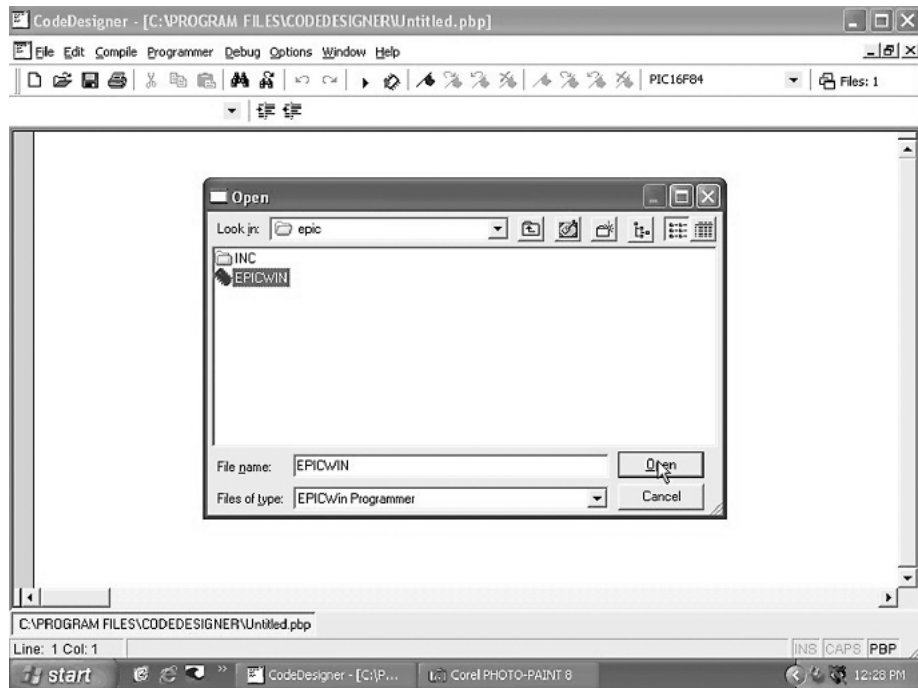 CodeDesigner - [C:\PROGRAM FILES\CODEDESIGNER\Untitled.pbp]
File Edit Compile Programmer Debug Options Window Help
PIC16F84 Files: 1
Open
Look in: epic
INC
EPICWIN
File name: EPICWIN Open
Files of type: EPICWin Programmer Cancel
C:\PROGRAM FILES\CODEDESIGNER\Untitled.pbp
Line: 1 Col: 1 INS CAPS PBP
start CodeDesigner - [C:\P... Corel PHOTO-PAINT 8 12:28 PM